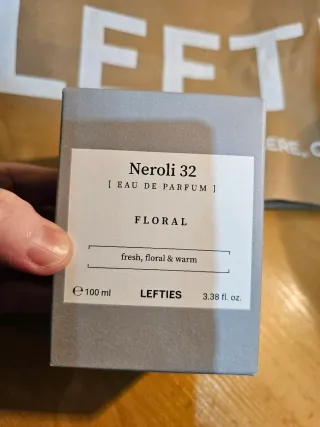 LEFT
ERE, O
Neroli 32
[ EAU DE PARFUM ]
FLORAL
fresh, floral & warm
℮ 100 ml LEFTIES 3.38 fl. oz.